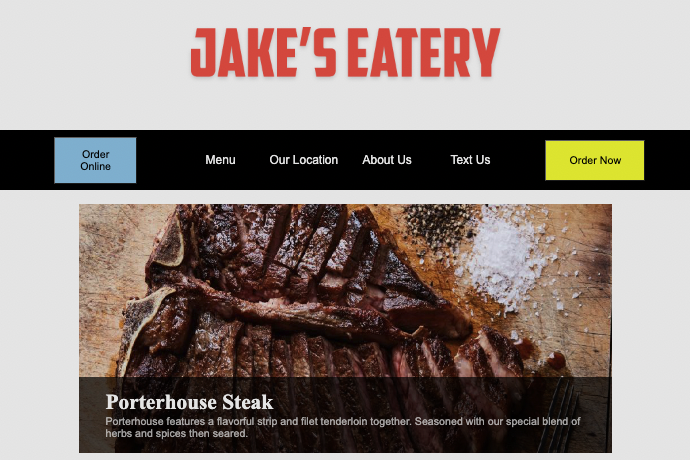 JAKE'S EATERY
Order
Online
Menu
Our Location
About Us
Text Us
Order Now
Porterhouse Steak
Porterhouse features a flavorful strip and filet tenderloin together. Seasoned with our special blend of
herbs and spices then seared.